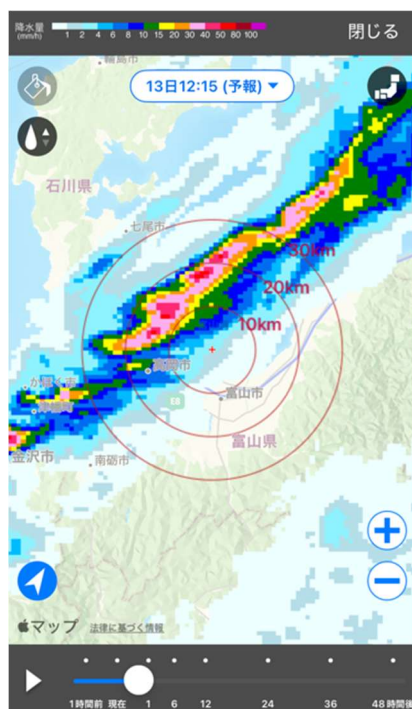 降水量
(mm/h)
1 2 4 6 8 10 15 20 30 40 50 80 100
閉じる
輪島市
13日12:15 (予報)
石川県
七尾市
30km
20km
10km
高岡市
富山市
富山県
金沢市
南砺市
マップ 法律に基づく情報
1時間前 現在 1 6 12 24 36 48時間後